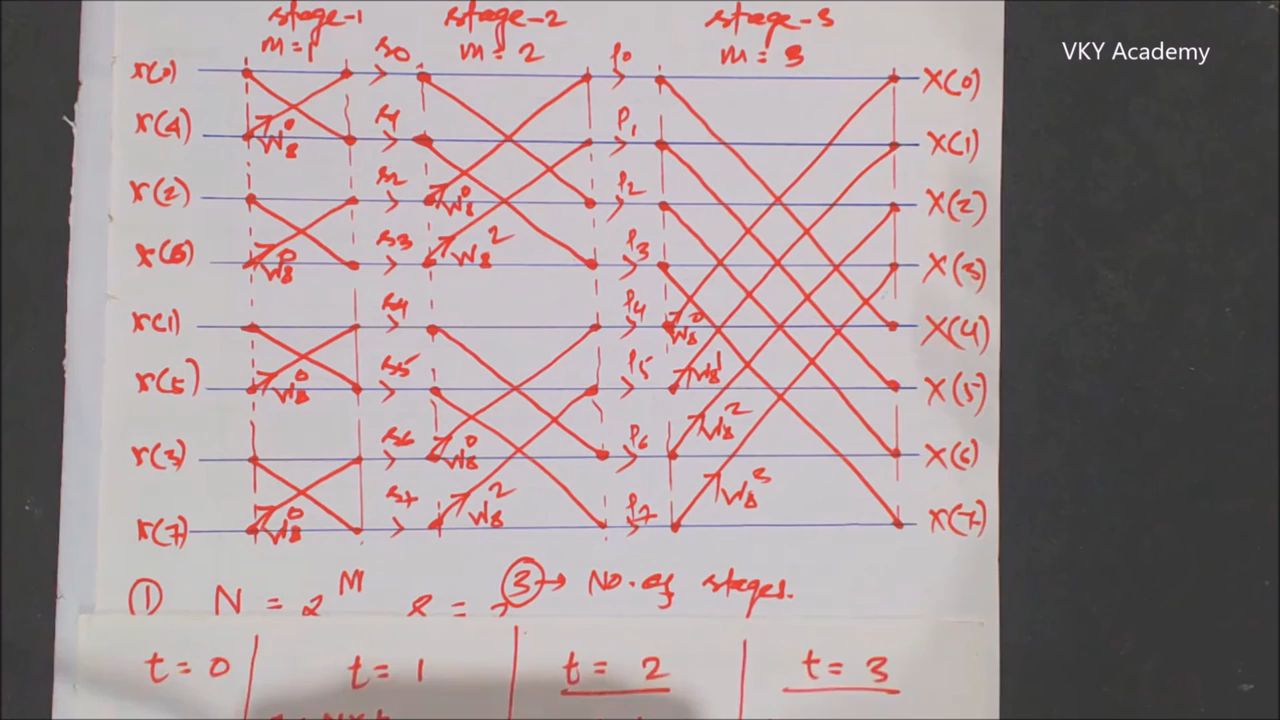 stage-1 stage-2 stage-3
m=1 m=2 m=3
VKY Academy
x(0) s0 p0 X(0)
x(4) W8^0 s1 p1 X(1)
x(2) s2 W8^0 p2 X(2)
x(6) W8^0 s3 W8^2 p3 X(3)
x(1) s4 p4 W8^0 X(4)
x(5) W8^0 s5 p5 W8^1 X(5)
x(3) s6 W8^0 p6 W8^2 X(6)
x(7) W8^0 s7 W8^2 p7 W8^3 X(7)
① N = 2^M 8 = 2^③ → No. of stages.
t = 0 t = 1 t = 2 t = 3